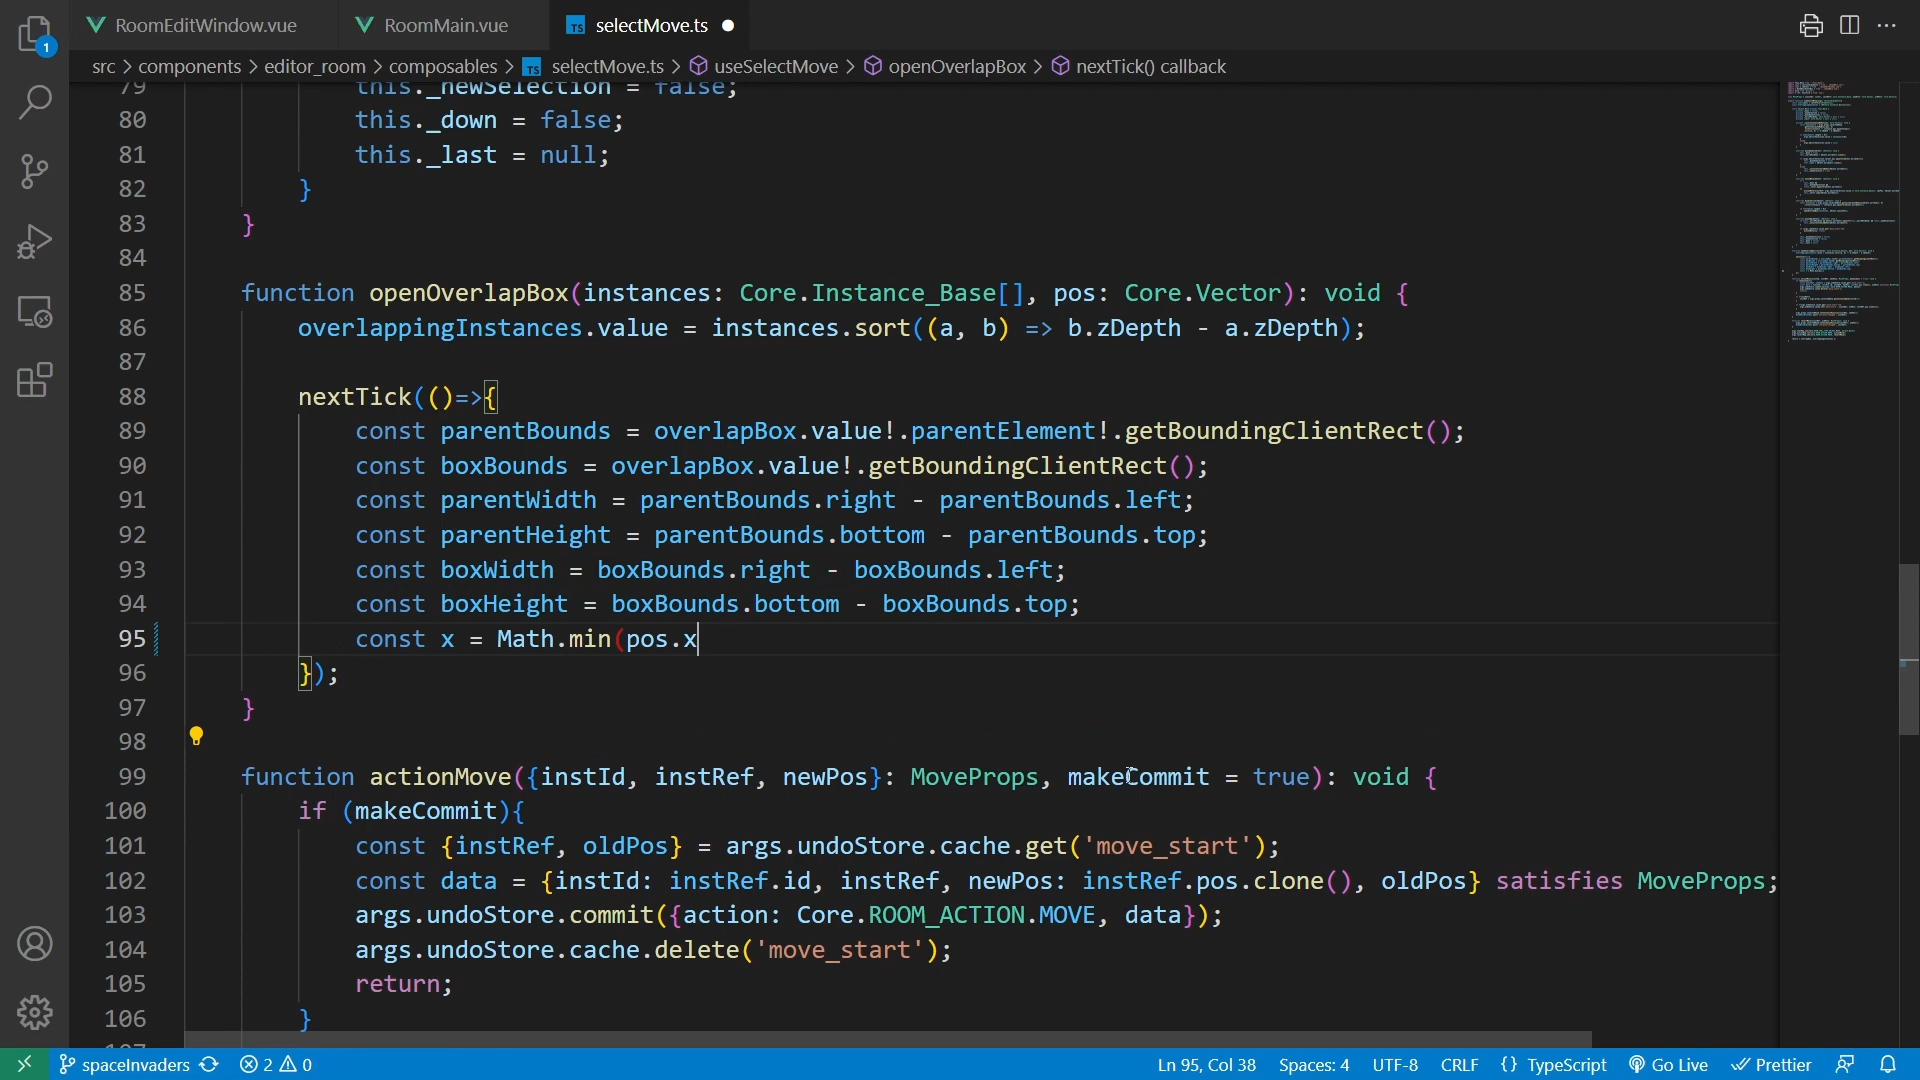 1
RoomEditWindow.vue
RoomMain.vue
TS selectMove.ts
src > components > editor_room > composables > TS selectMove.ts > useSelectMove > openOverlapBox > nextTick() callback
79 this._newSelection = false;
80 this._down = false;
81 this._last = null;
82 }
83 }
84
85 function openOverlapBox(instances: Core.Instance_Base[], pos: Core.Vector): void {
86 overlappingInstances.value = instances.sort((a, b) => b.zDepth - a.zDepth);
87
88 nextTick(()=>{
89 const parentBounds = overlapBox.value!.parentElement!.getBoundingClientRect();
90 const boxBounds = overlapBox.value!.getBoundingClientRect();
91 const parentWidth = parentBounds.right - parentBounds.left;
92 const parentHeight = parentBounds.bottom - parentBounds.top;
93 const boxWidth = boxBounds.right - boxBounds.left;
94 const boxHeight = boxBounds.bottom - boxBounds.top;
95 const x = Math.min(pos.x
96 });
97 }
98
99 function actionMove({instId, instRef, newPos}: MoveProps, makeCommit = true): void {
100 if (makeCommit){
101 const {instRef, oldPos} = args.undoStore.cache.get('move_start');
102 const data = {instId: instRef.id, instRef, newPos: instRef.pos.clone(), oldPos} satisfies MoveProps;
103 args.undoStore.commit({action: Core.ROOM_ACTION.MOVE, data});
104 args.undoStore.cache.delete('move_start');
105 return;
106 }
spaceInvaders 2 0 Ln 95, Col 38 Spaces: 4 UTF-8 CRLF {} TypeScript Go Live Prettier